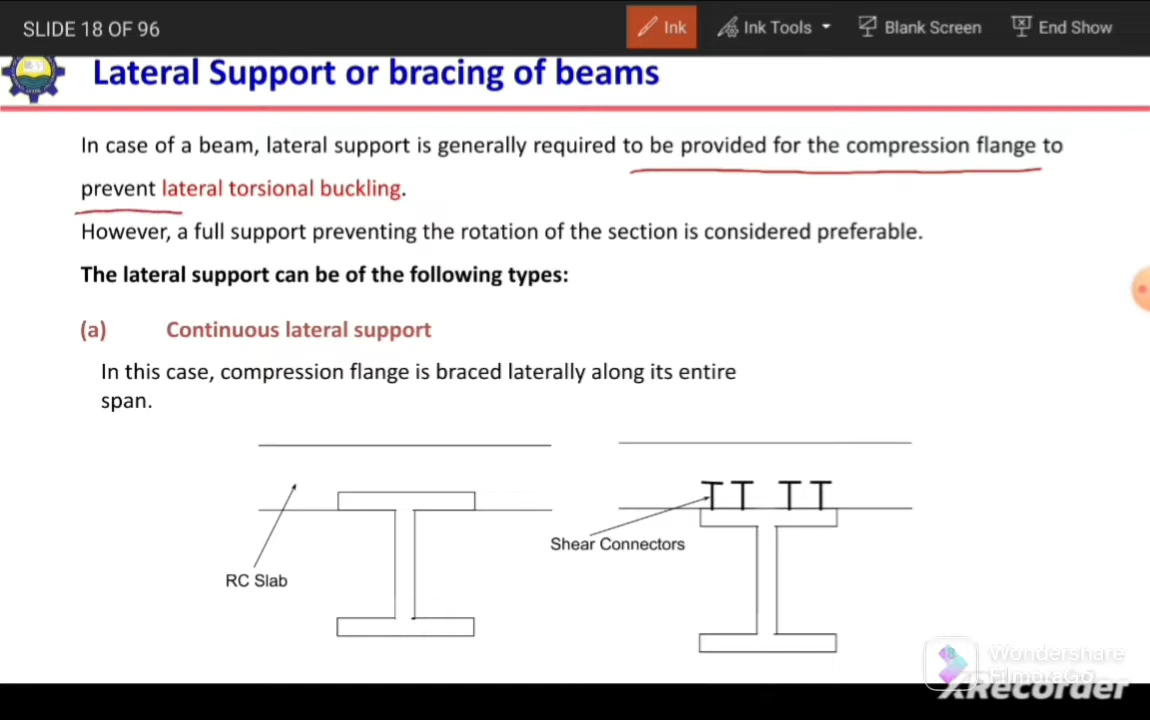 SLIDE 18 OF 96
Ink
Ink Tools
Blank Screen
End Show
Lateral Support or bracing of beams
In case of a beam, lateral support is generally required to be provided for the compression flange to
prevent lateral torsional buckling.
However, a full support preventing the rotation of the section is considered preferable.
The lateral support can be of the following types:
(a) Continuous lateral support
In this case, compression flange is braced laterally along its entire
span.
Shear Connectors
RC Slab
Wondershare
FilmoraGo
XRecorder